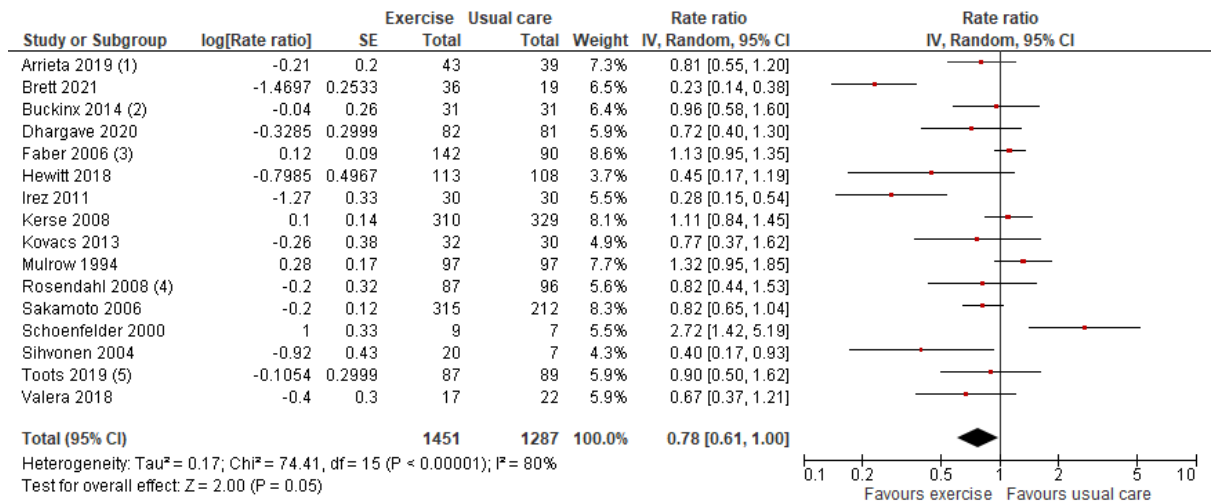 Exercise Usual care Rate ratio Rate ratio
Study or Subgroup log[Rate ratio] SE Total Total Weight IV, Random, 95% CI IV, Random, 95% CI
Arrieta 2019 (1) -0.21 0.2 43 39 7.3% 0.81 [0.55, 1.20]
Brett 2021 -1.4697 0.2533 36 19 6.5% 0.23 [0.14, 0.38]
Buckinx 2014 (2) -0.04 0.26 31 31 6.4% 0.96 [0.58, 1.60]
Dhargave 2020 -0.3285 0.2999 82 81 5.9% 0.72 [0.40, 1.30]
Faber 2006 (3) 0.12 0.09 142 90 8.6% 1.13 [0.95, 1.35]
Hewitt 2018 -0.7985 0.4967 113 108 3.7% 0.45 [0.17, 1.19]
Irez 2011 -1.27 0.33 30 30 5.5% 0.28 [0.15, 0.54]
Kerse 2008 0.1 0.14 310 329 8.1% 1.11 [0.84, 1.45]
Kovacs 2013 -0.26 0.38 32 30 4.9% 0.77 [0.37, 1.62]
Mulrow 1994 0.28 0.17 97 97 7.7% 1.32 [0.95, 1.85]
Rosendahl 2008 (4) -0.2 0.32 87 96 5.6% 0.82 [0.44, 1.53]
Sakamoto 2006 -0.2 0.12 315 212 8.3% 0.82 [0.65, 1.04]
Schoenfelder 2000 1 0.33 9 7 5.5% 2.72 [1.42, 5.19]
Sihvonen 2004 -0.92 0.43 20 7 4.3% 0.40 [0.17, 0.93]
Toots 2019 (5) -0.1054 0.2999 87 89 5.9% 0.90 [0.50, 1.62]
Valera 2018 -0.4 0.3 17 22 5.9% 0.67 [0.37, 1.21]
Total (95% CI) 1451 1287 100.0% 0.78 [0.61, 1.00]
Heterogeneity: Tau² = 0.17; Chi² = 74.41, df = 15 (P < 0.00001); I² = 80%
Test for overall effect: Z = 2.00 (P = 0.05)
0.1 0.2 0.5 1 2 5 10
Favours exercise Favours usual care